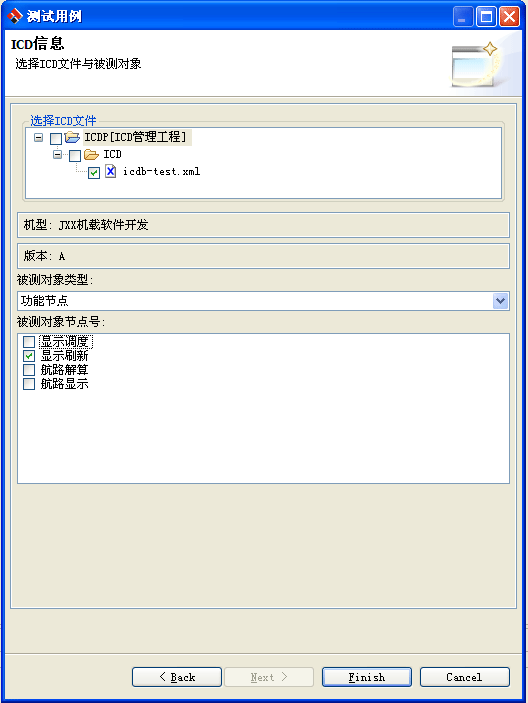 测试用例
ICD信息
选择ICD文件与被测对象
选择ICD文件
ICDP[ICD管理工程]
ICD
icdb-test.xml
机型: JXX机载软件开发
版本: A
被测对象类型:
功能节点
被测对象节点号:
显示调度
显示刷新
航路解算
航路显示
< Back
Next >
Finish
Cancel